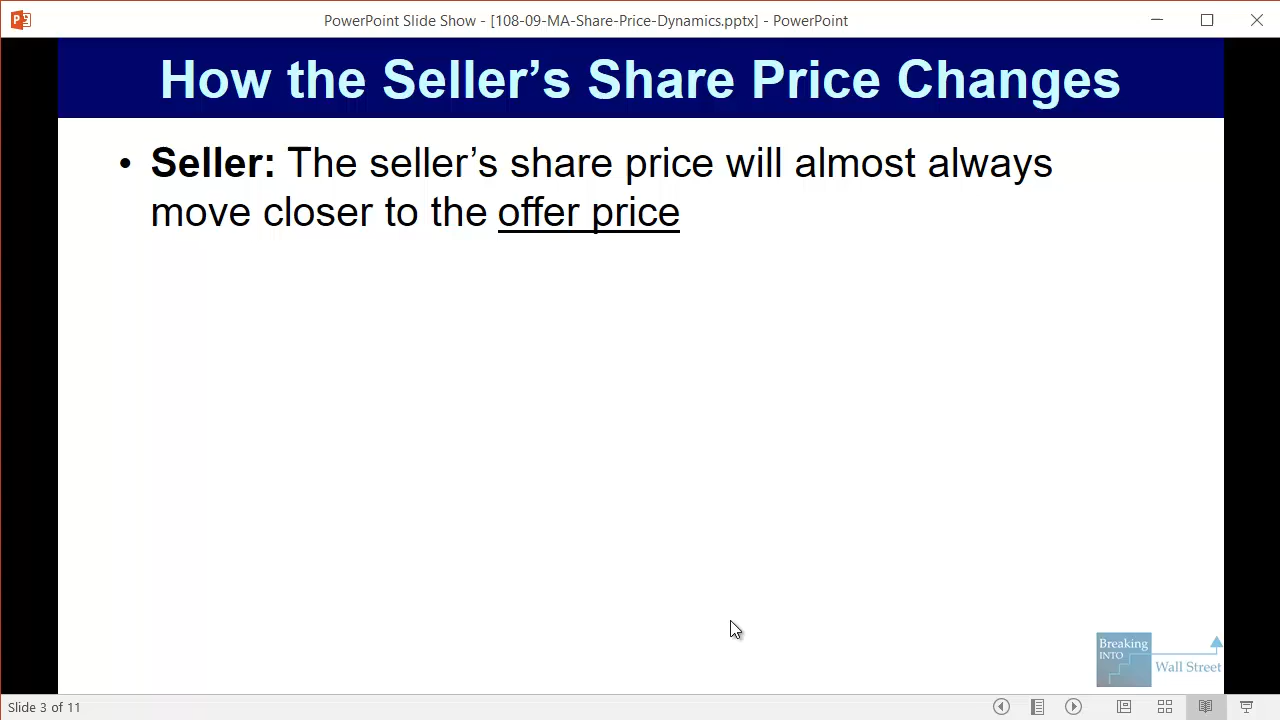 PowerPoint Slide Show - [108-09-MA-Share-Price-Dynamics.pptx] - PowerPoint
How the Seller’s Share Price Changes
• Seller: The seller’s share price will almost always
move closer to the offer price
Breaking
INTO
Wall Street
Slide 3 of 11